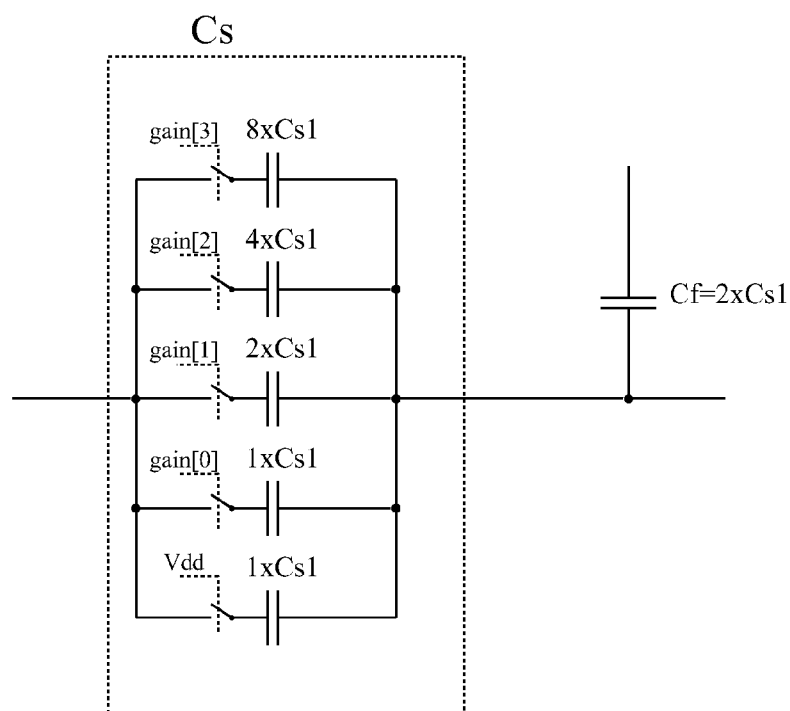 Cs
gain[3] 8xCs1
gain[2] 4xCs1
Cf=2xCs1
gain[1] 2xCs1
gain[0] 1xCs1
Vdd 1xCs1